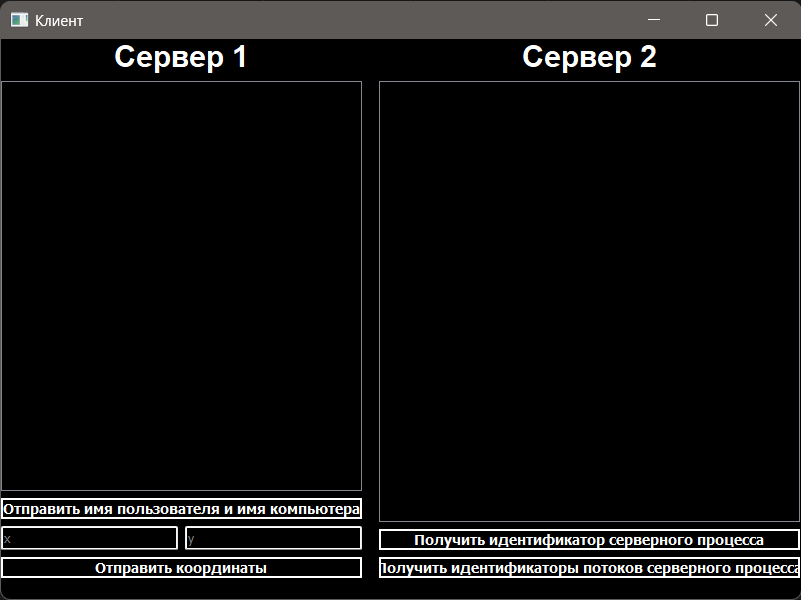 Клиент
Сервер 1
Сервер 2
Отправить имя пользователя и имя компьютера
x
y
Отправить координаты
Получить идентификатор серверного процесса
Получить идентификаторы потоков серверного процесса